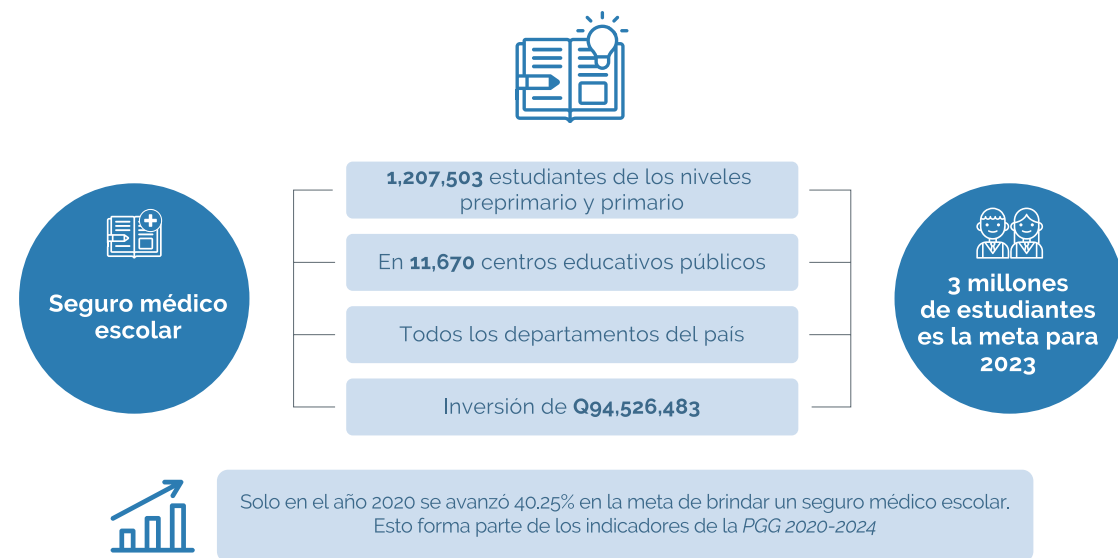 Seguro médico
escolar
1,207,503 estudiantes de los niveles
preprimario y primario
En 11,670 centros educativos públicos
Todos los departamentos del país
Inversión de Q94,526,483
3 millones
de estudiantes
es la meta para
2023
Solo en el año 2020 se avanzó 40.25% en la meta de brindar un seguro médico escolar.
Esto forma parte de los indicadores de la PGG 2020-2024